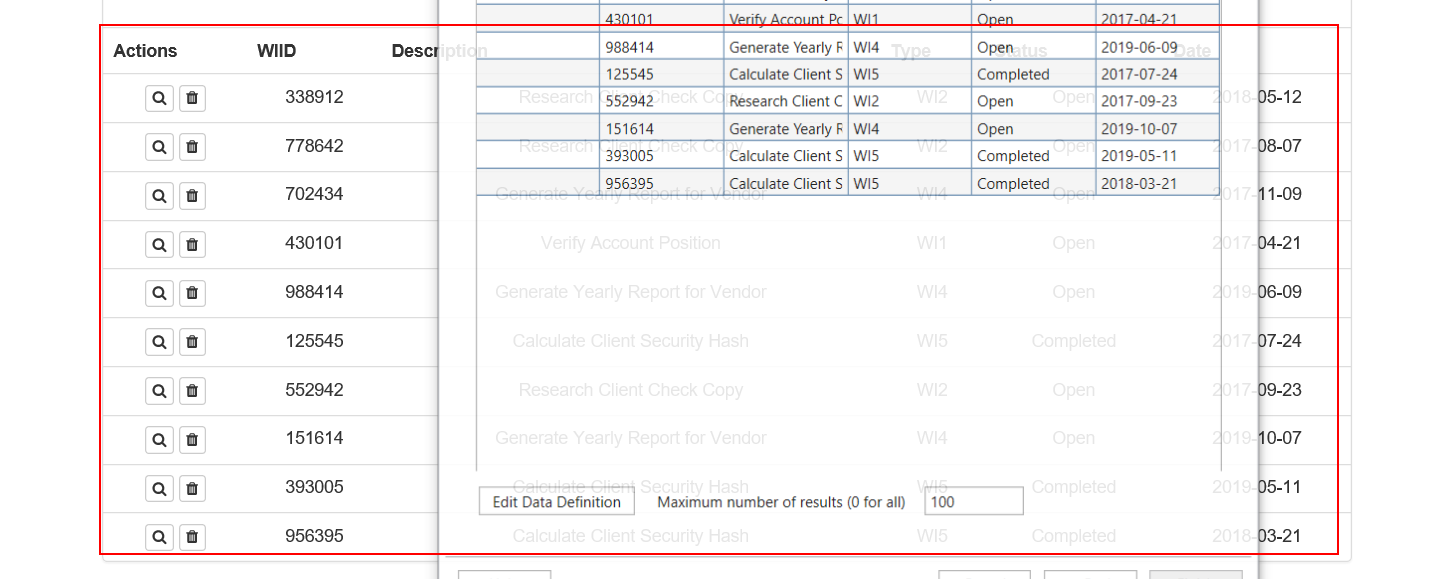 430101 Verify Account Pc WI1 Open 2017-04-21
Actions WIID Description Type Status Date
988414 Generate Yearly R WI4 Open 2019-06-09
125545 Calculate Client S WI5 Completed 2017-07-24
338912 Research Client Check Copy WI2 Open 2018-05-12
552942 Research Client C WI2 Open 2017-09-23
151614 Generate Yearly R WI4 Open 2019-10-07
778642 Research Client Check Copy WI2 Open 2017-08-07
393005 Calculate Client S WI5 Completed 2019-05-11
956395 Calculate Client S WI5 Completed 2018-03-21
702434 Generate Yearly Report for Vendor WI4 Open 2017-11-09
430101 Verify Account Position WI1 Open 2017-04-21
988414 Generate Yearly Report for Vendor WI4 Open 2019-06-09
125545 Calculate Client Security Hash WI5 Completed 2017-07-24
552942 Research Client Check Copy WI2 Open 2017-09-23
151614 Generate Yearly Report for Vendor WI4 Open 2019-10-07
393005 Calculate Client Security Hash WI5 Completed 2019-05-11
Edit Data Definition Maximum number of results (0 for all) 100
956395 Calculate Client Security Hash WI5 Completed 2018-03-21